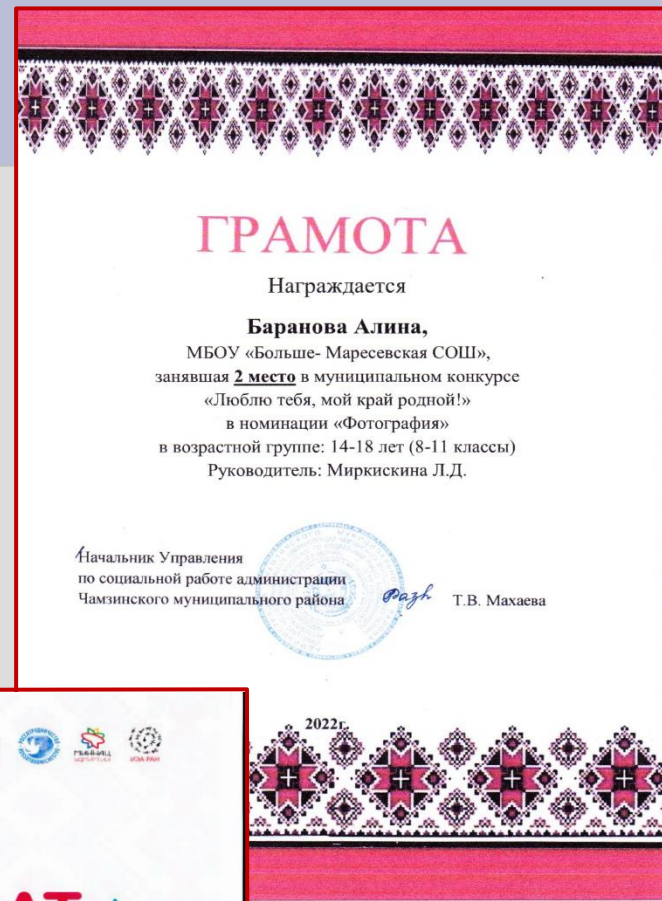 ГРАМОТА
Награждается
Баранова Алина,
МБОУ «Больше- Маресевская СОШ»,
занявшая 2 место в муниципальном конкурсе
«Люблю тебя, мой край родной!»
в номинации «Фотография»
в возрастной группе: 14-18 лет (8-11 классы)
Руководитель: Миркискина Л.Д.
Начальник Управления
по социальной работе администрации
Чамзинского муниципального района
Т.В. Махаева
2022г.
ИЭА РАН